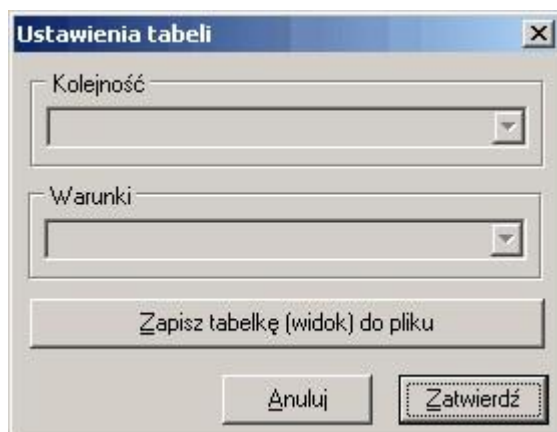 Ustawienia tabeli
Kolejność
Warunki
Zapisz tabelkę (widok) do pliku
Anuluj
Zatwierdź